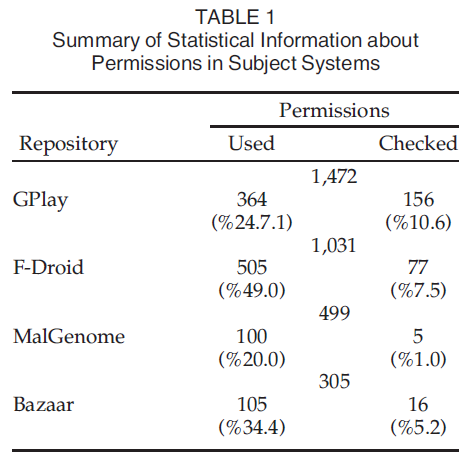 TABLE 1
Summary of Statistical Information about
Permissions in Subject Systems
Permissions
Repository Used Checked
1,472
GPlay 364 156
(%24.7.1) (%10.6)
1,031
F-Droid 505 77
(%49.0) (%7.5)
499
MalGenome 100 5
(%20.0) (%1.0)
305
Bazaar 105 16
(%34.4) (%5.2)